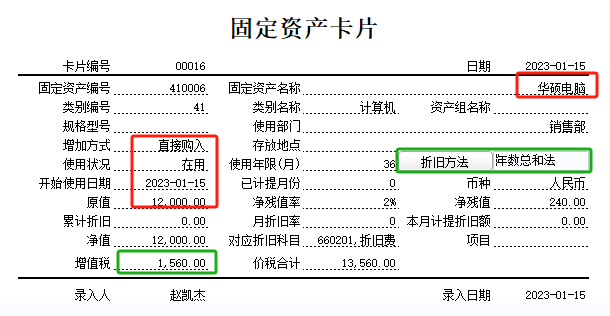 固定资产卡片
卡片编号 00016 日期 2023-01-15
固定资产编号 410006 固定资产名称 华硕电脑
类别编号 41 类别名称 计算机 资产组名称
规格型号 使用部门 销售部
增加方式 直接购入 存放地点
使用状况 在用 使用年限(月) 36 折旧方法 年数总和法
开始使用日期 2023-01-15 已计提月份 0 币种 人民币
原值 12,000.00 净残值率 2% 净残值 240.00
累计折旧 0.00 月折旧率 0 本月计提折旧额 0.00
净值 12,000.00 对应折旧科目 660201,折旧费 项目
增值税 1,560.00 价税合计 13,560.00
录入人 赵凯杰 录入日期 2023-01-15